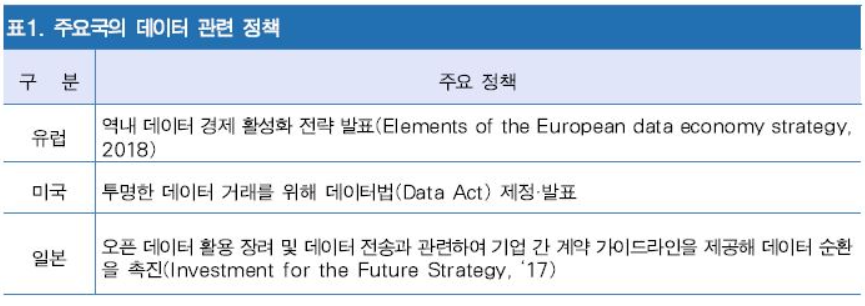 표1. 주요국의 데이터 관련 정책
구 분 주요 정책
유럽 역내 데이터 경제 활성화 전략 발표(Elements of the European data economy strategy,
2018)
미국 투명한 데이터 거래를 위해 데이터법(Data Act) 제정·발표
일본 오픈 데이터 활용 장려 및 데이터 전송과 관련하여 기업 간 계약 가이드라인을 제공해 데이터 순환
을 촉진(Investment for the Future Strategy, ‘17)